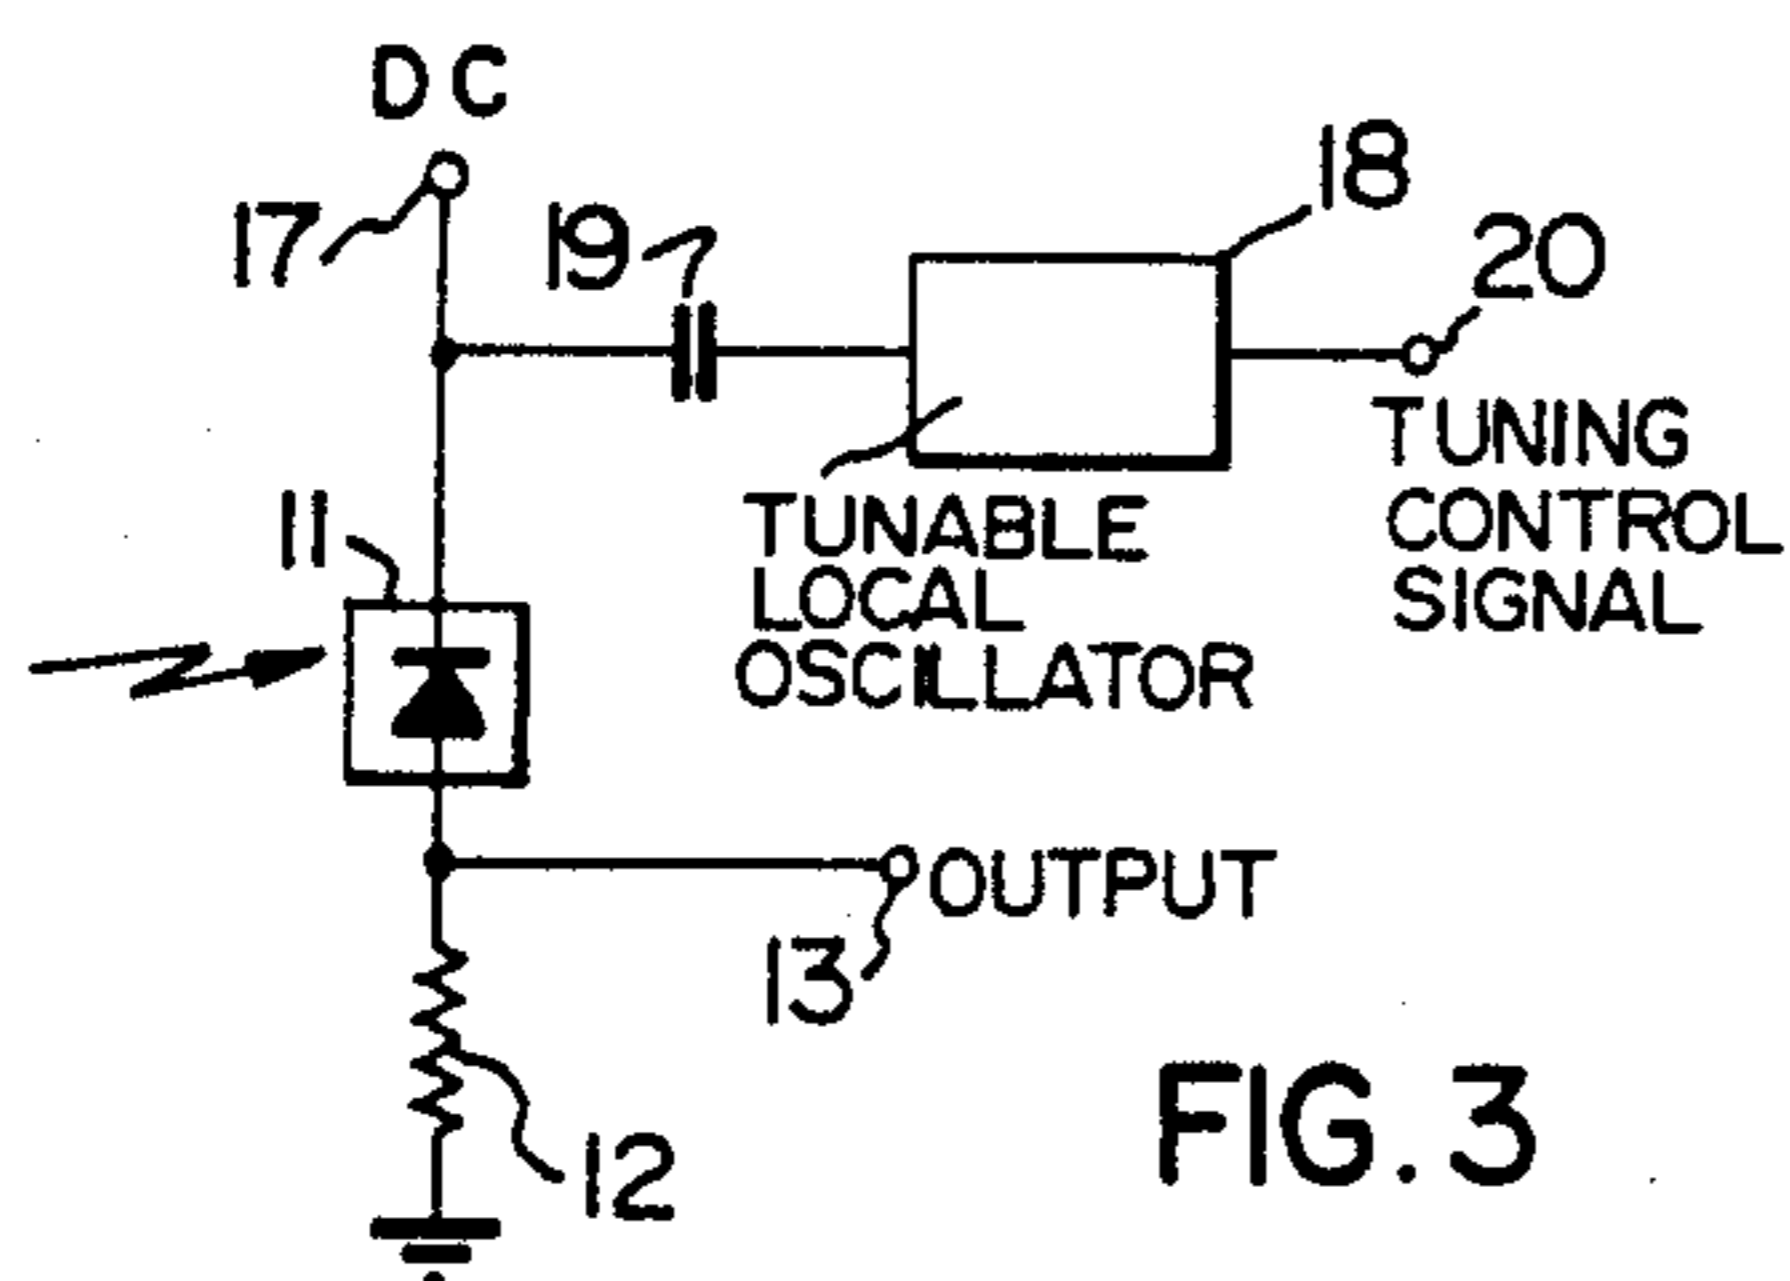 DC
17
19
18
20
TUNING
CONTROL
SIGNAL
11
TUNABLE
LOCAL
OSCILLATOR
OUTPUT
13
12
FIG. 3